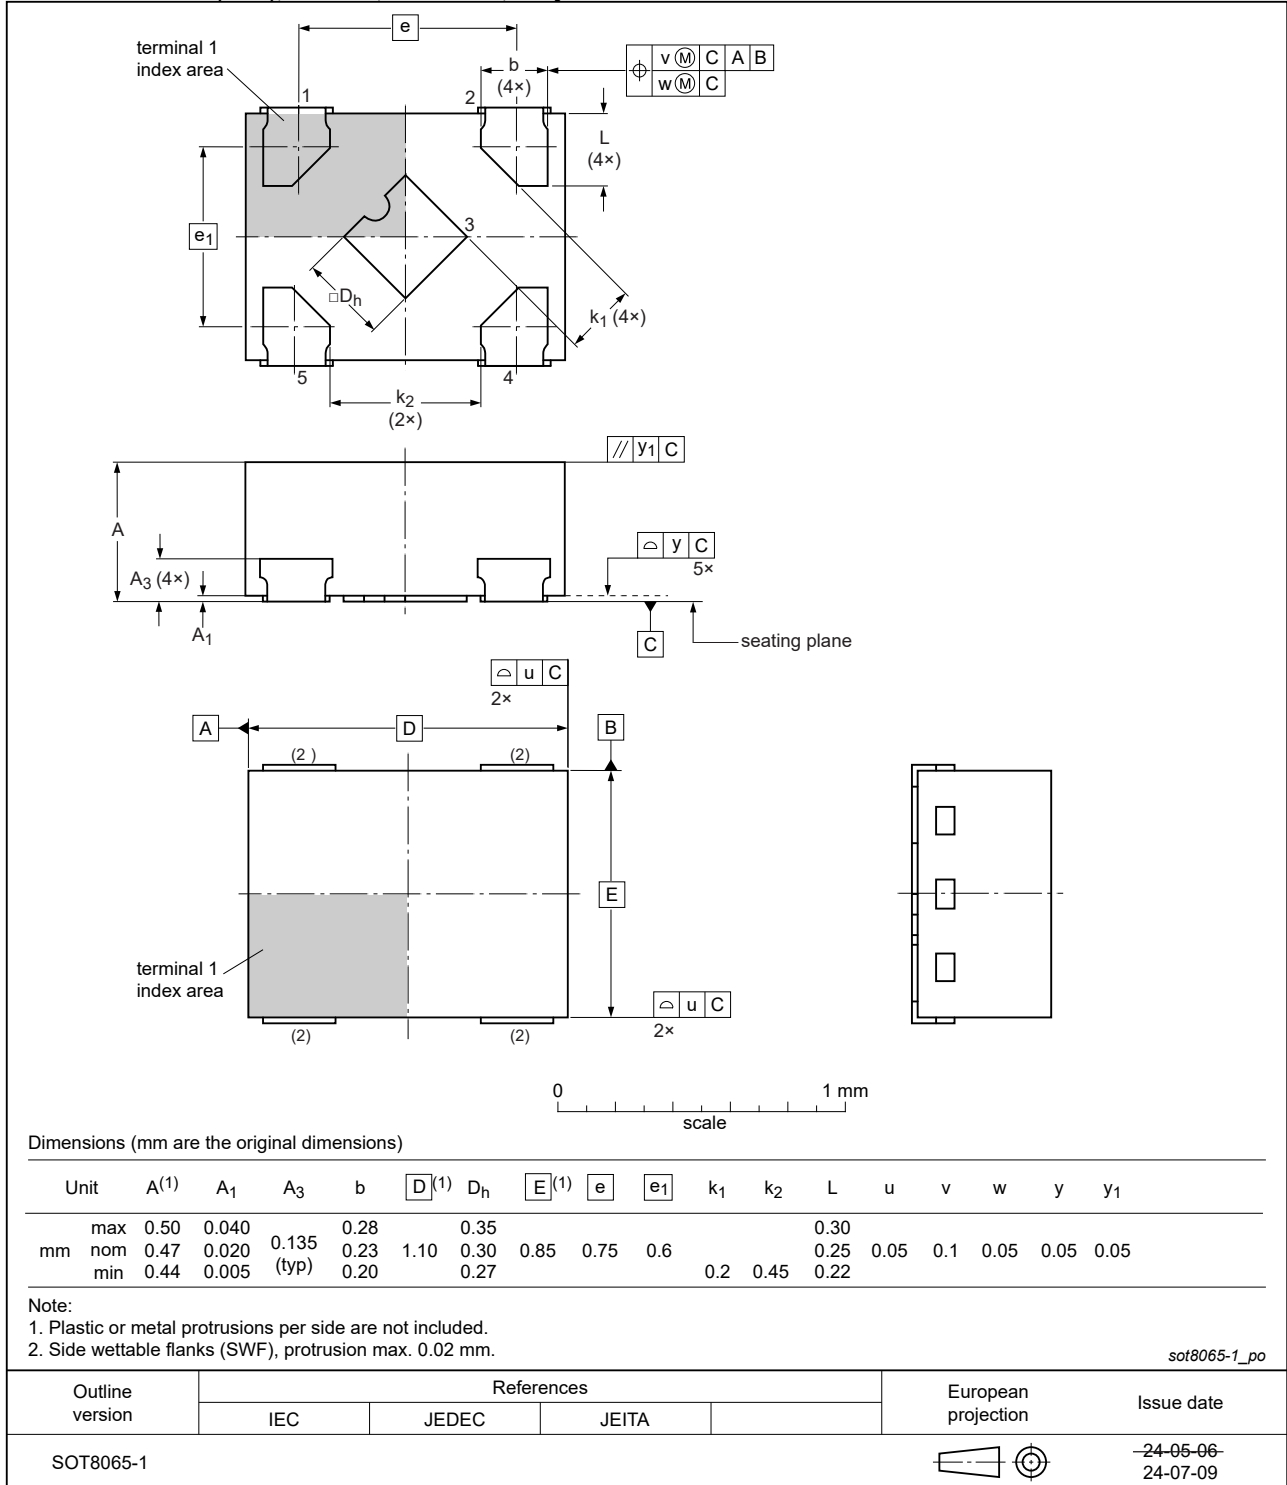 e
terminal 1
index area
b
(4×)
v Ⓜ C A B
w Ⓜ C
1
2
L
(4×)
e1
3
□Dh
k1 (4×)
5
4
k2
(2×)
// y1 C
A
A3 (4×)
A1
y C
5×
C
seating plane
u C
2×
A
D
B
(2 )
(2)
E
terminal 1
index area
u C
2×
(2)
(2)
0
1 mm
scale
Dimensions (mm are the original dimensions)
Unit A(1) A1 A3 b D(1) Dh E(1) e e1 k1 k2 L u v w y y1
max 0.50 0.040 0.28 0.35 0.30
mm nom 0.47 0.020 0.135 (typ) 0.23 1.10 0.30 0.85 0.75 0.6 0.25 0.05 0.1 0.05 0.05 0.05
min 0.44 0.005 0.20 0.27 0.2 0.45 0.22
Note:
1. Plastic or metal protrusions per side are not included.
2. Side wettable flanks (SWF), protrusion max. 0.02 mm.
sot8065-1_po
Outline version
References
European projection
Issue date
IEC
JEDEC
JEITA
SOT8065-1
24-05-06
24-07-09